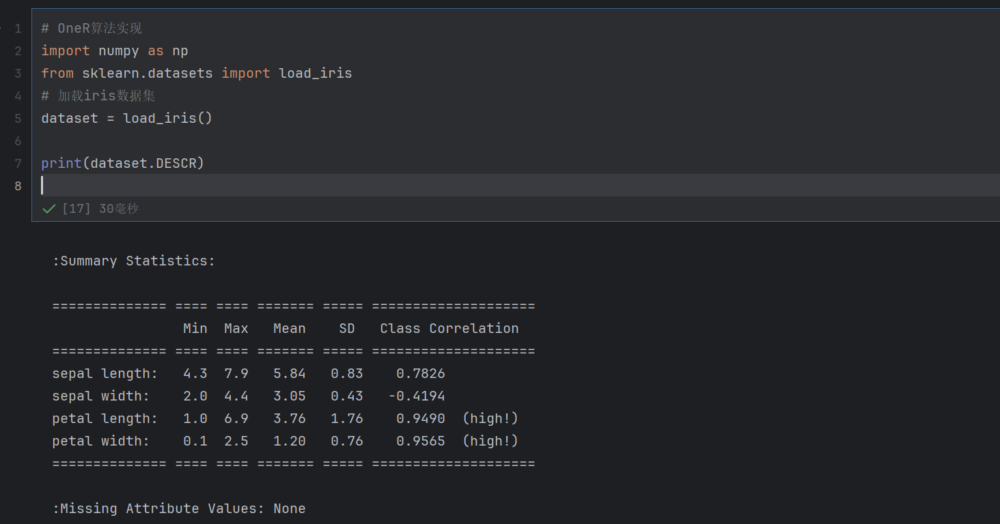 1 # OneR算法实现
2 import numpy as np
3 from sklearn.datasets import load_iris
4 # 加载iris数据集
5 dataset = load_iris()
6
7 print(dataset.DESCR)
8
[17] 30毫秒
:Summary Statistics:
============== ==== ==== ======= ===== ====================
                Min  Max   Mean    SD   Class Correlation
============== ==== ==== ======= ===== ====================
sepal length:   4.3  7.9   5.84   0.83    0.7826
sepal width:    2.0  4.4   3.05   0.43   -0.4194
petal length:   1.0  6.9   3.76   1.76    0.9490  (high!)
petal width:    0.1  2.5   1.20   0.76    0.9565  (high!)
============== ==== ==== ======= ===== ====================
:Missing Attribute Values: None